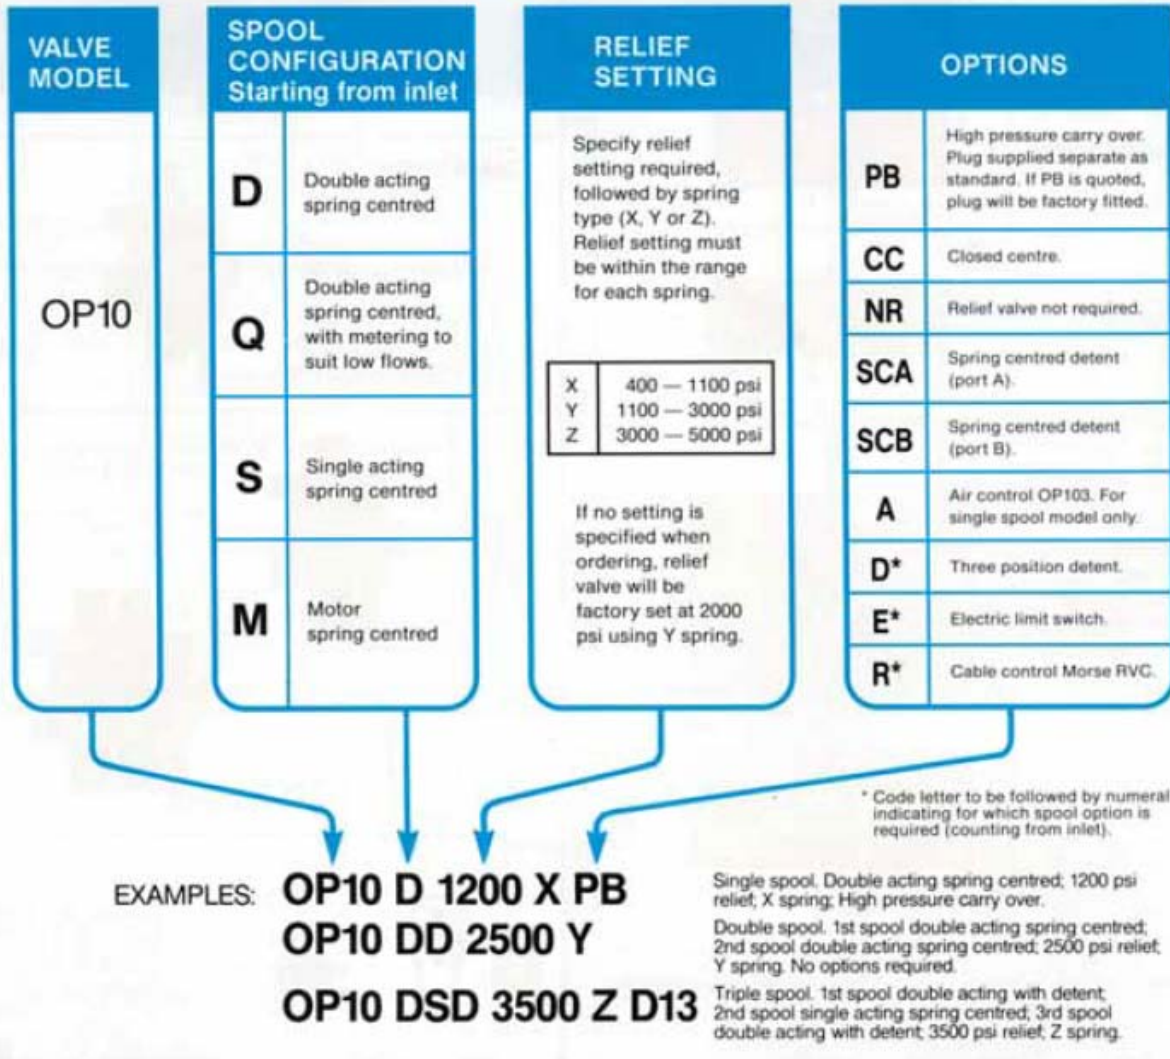 VALVE
MODEL
OP10
SPOOL
CONFIGURATION
Starting from inlet
D
Double acting
spring centred
Q
Double acting
spring centred,
with metering to
suit low flows.
S
Single acting
spring centred
M
Motor
spring centred
RELIEF
SETTING
Specify relief
setting required,
followed by spring
type (X, Y or Z).
Relief setting must
be within the range
for each spring.
X 400 — 1100 psi
Y 1100 — 3000 psi
Z 3000 — 5000 psi
If no setting is
specified when
ordering, relief
valve will be
factory set at 2000
psi using Y spring.
OPTIONS
PB
High pressure carry over.
Plug supplied separate as
standard. If PB is quoted,
plug will be factory fitted.
CC
Closed centre.
NR
Relief valve not required.
SCA
Spring centred detent
(port A).
SCB
Spring centred detent
(port B).
A
Air control OP103. For
single spool model only.
D*
Three position detent.
E*
Electric limit switch.
R*
Cable control Morse RVC.
* Code letter to be followed by numeral
indicating for which spool option is
required (counting from inlet).
EXAMPLES: OP10 D 1200 X PB
Single spool. Double acting spring centred; 1200 psi
relief; X spring; High pressure carry over.
OP10 DD 2500 Y
Double spool. 1st spool double acting spring centred;
2nd spool double acting spring centred; 2500 psi relief;
Y spring. No options required.
OP10 DSD 3500 Z D13
Triple spool. 1st spool double acting with detent;
2nd spool single acting spring centred; 3rd spool
double acting with detent; 3500 psi relief; Z spring.